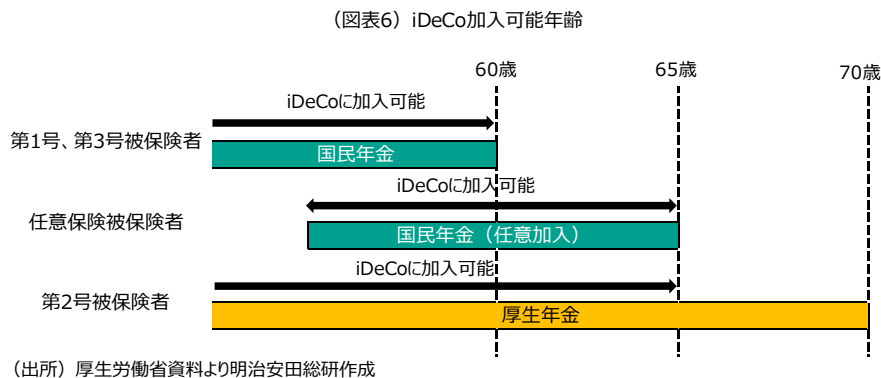 （図表6）iDeCo加入可能年齢
60歳 65歳 70歳
iDeCoに加入可能
第1号、第3号被保険者
国民年金
iDeCoに加入可能
任意保険被保険者
国民年金（任意加入）
iDeCoに加入可能
第2号被保険者
厚生年金
（出所）厚生労働省資料より明治安田総研作成